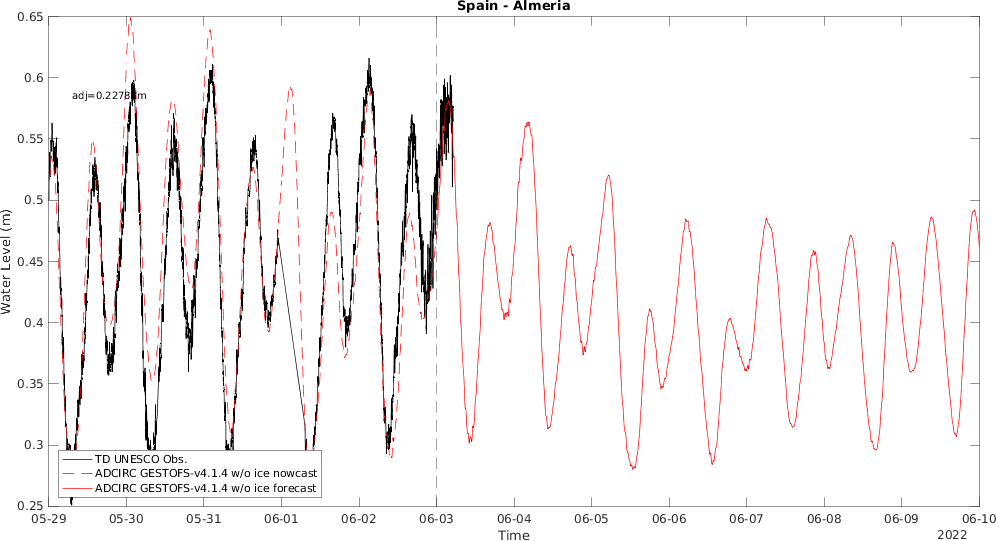 Spain - Almeria
0.65
0.6
0.55
0.5
0.45
0.4
0.35
0.3
0.25
Water Level (m)
adj=0.2278 m
TD UNESCO Obs.
ADCIRC GESTOFS-v4.1.4 w/o ice nowcast
ADCIRC GESTOFS-v4.1.4 w/o ice forecast
05-29 05-30 05-31 06-01 06-02 06-03 06-04 06-05 06-06 06-07 06-08 06-09 06-10
Time
2022